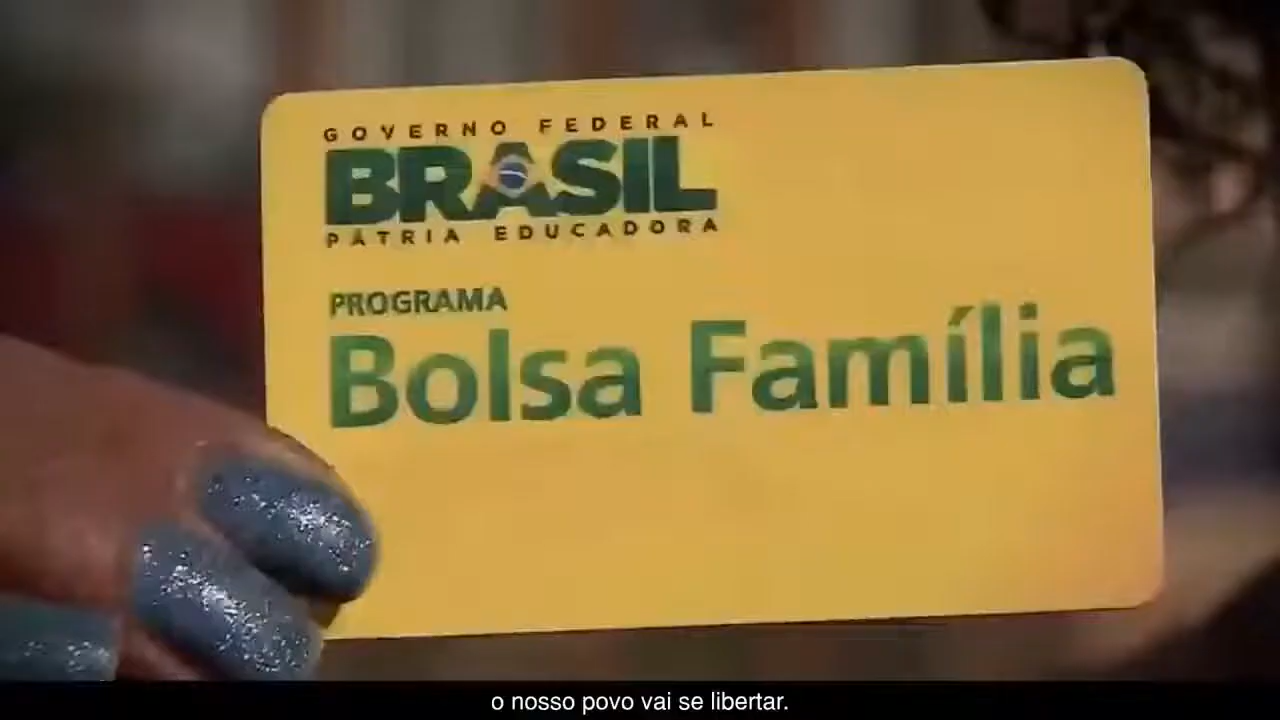 GOVERNO FEDERAL
BRASIL
PÁTRIA EDUCADORA
PROGRAMA
Bolsa Família
o nosso povo vai se libertar.